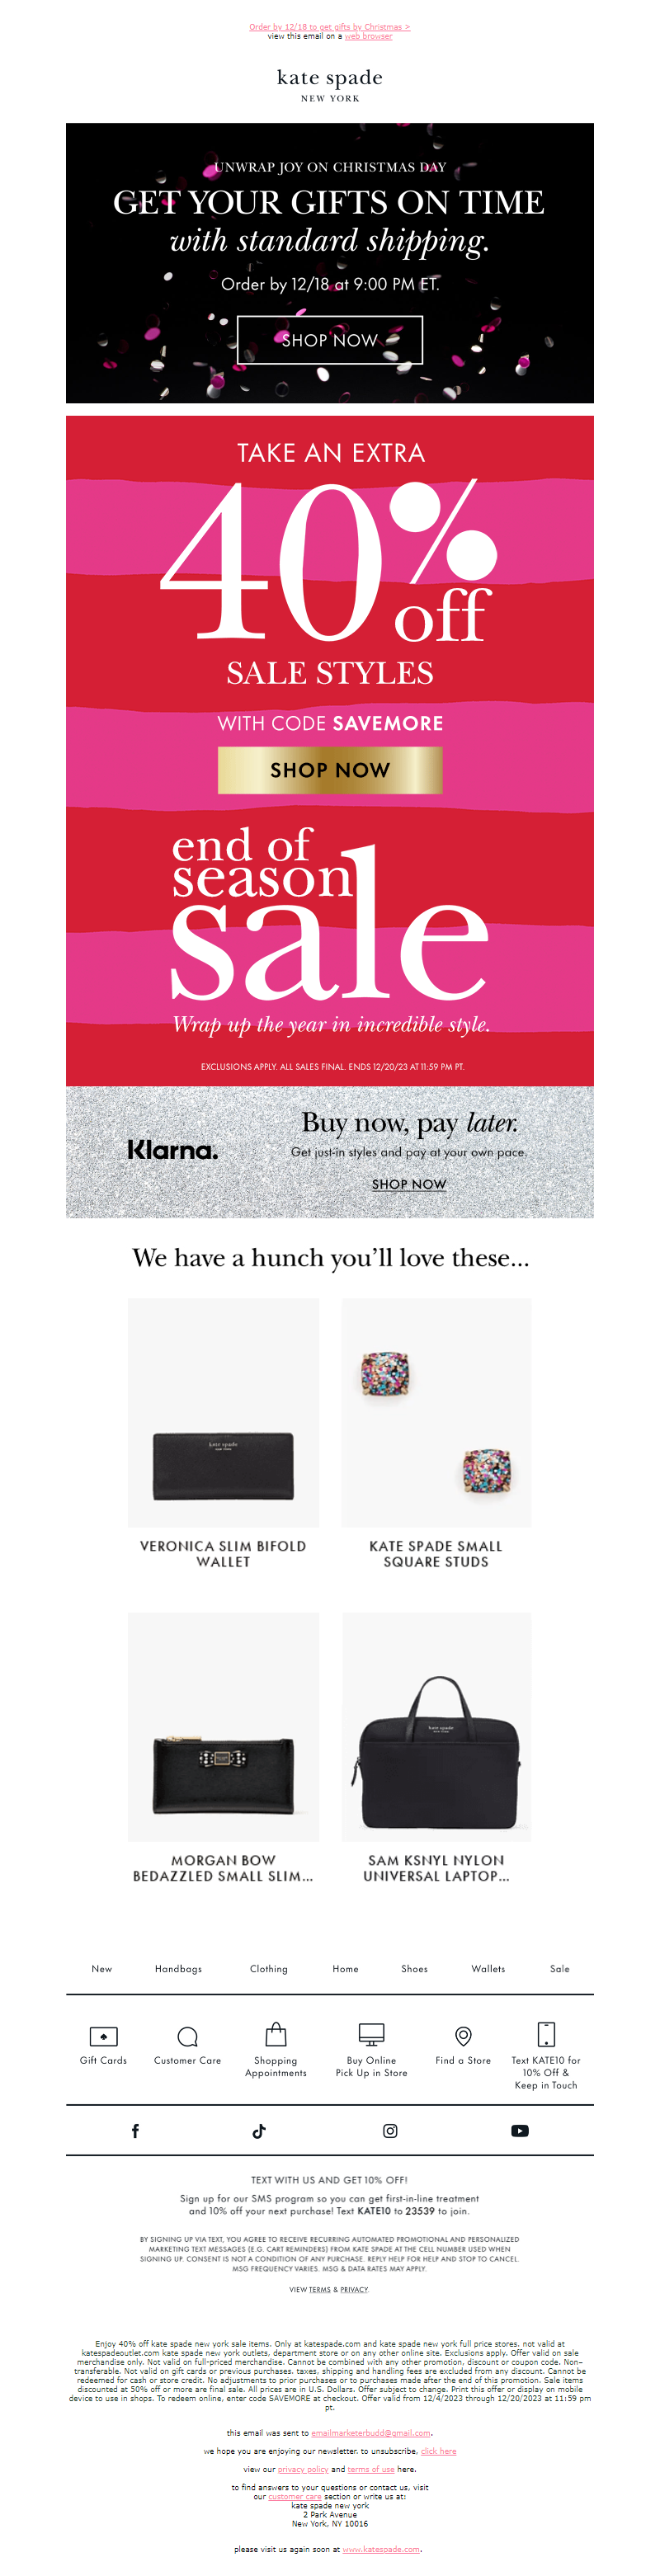 Order by 12/18 to get gifts by Christmas >
view this email on a web browser
kate spade
NEW YORK
UNWRAP JOY ON CHRISTMAS DAY
GET YOUR GIFTS ON TIME
with standard shipping.
Order by 12/18 at 9:00 PM ET.
SHOP NOW
TAKE AN EXTRA
40%
off
SALE STYLES
WITH CODE SAVEMORE
SHOP NOW
end of
season
sale
Wrap up the year in incredible style.
EXCLUSIONS APPLY. ALL SALES FINAL. ENDS 12/20/23 AT 11:59 PM PT.
Klarna.
Buy now, pay later.
Get just-in styles and pay at your own pace.
SHOP NOW
We have a hunch you'll love these...
kate spade
NEW YORK
VERONICA SLIM BIFOLD
WALLET
KATE SPADE SMALL
SQUARE STUDS
kate spade
NEW YORK
MORGAN BOW
BEDAZZLED SMALL SLIM...
SAM KSNYL NYLON
UNIVERSAL LAPTOP...
New Handbags Clothing Home Shoes Wallets Sale
Gift Cards
Customer Care
Shopping
Appointments
Buy Online
Pick Up in Store
Find a Store
Text KATE10 for
10% Off &
Keep in Touch
TEXT WITH US AND GET 10% OFF!
Sign up for our SMS program so you can get first-in-line treatment
and 10% off your next purchase! Text KATE10 to 23539 to join.
BY SIGNING UP VIA TEXT, YOU AGREE TO RECEIVE RECURRING AUTOMATED PROMOTIONAL AND PERSONALIZED
MARKETING TEXT MESSAGES (E.G. CART REMINDERS) FROM KATE SPADE AT THE CELL NUMBER USED WHEN
SIGNING UP. CONSENT IS NOT A CONDITION OF ANY PURCHASE. REPLY HELP FOR HELP AND STOP TO CANCEL.
MSG FREQUENCY VARIES. MSG & DATA RATES MAY APPLY.
VIEW TERMS & PRIVACY.
Enjoy 40% off kate spade new york sale items. Only at katespade.com and kate spade new york full price stores. not valid at
katespadeoutlet.com kate spade new york outlets, department store or on any other online site. Exclusions apply. Offer valid on sale
merchandise only. Not valid on full-priced merchandise. Cannot be combined with any other promotion, discount or coupon code. Non-
transferable. Not valid on gift cards or previous purchases. taxes, shipping and handling fees are excluded from any discount. Cannot be
redeemed for cash or store credit. No adjustments to prior purchases or to purchases made after the end of this promotion. Sale items
discounted at 50% off or more are final sale. All prices are in U.S. Dollars. Offer subject to change. Print this offer or display on mobile
device to use in shops. To redeem online, enter code SAVEMORE at checkout. Offer valid from 12/4/2023 through 12/20/2023 at 11:59 pm
pt.
this email was sent to emailmarketerbudd@gmail.com.
we hope you are enjoying our newsletter. to unsubscribe, click here
view our privacy policy and terms of use here.
to find answers to your questions or contact us, visit
our customer care section or write us at:
kate spade new york
2 Park Avenue
New York, NY 10016
please visit us again soon at www.katespade.com.